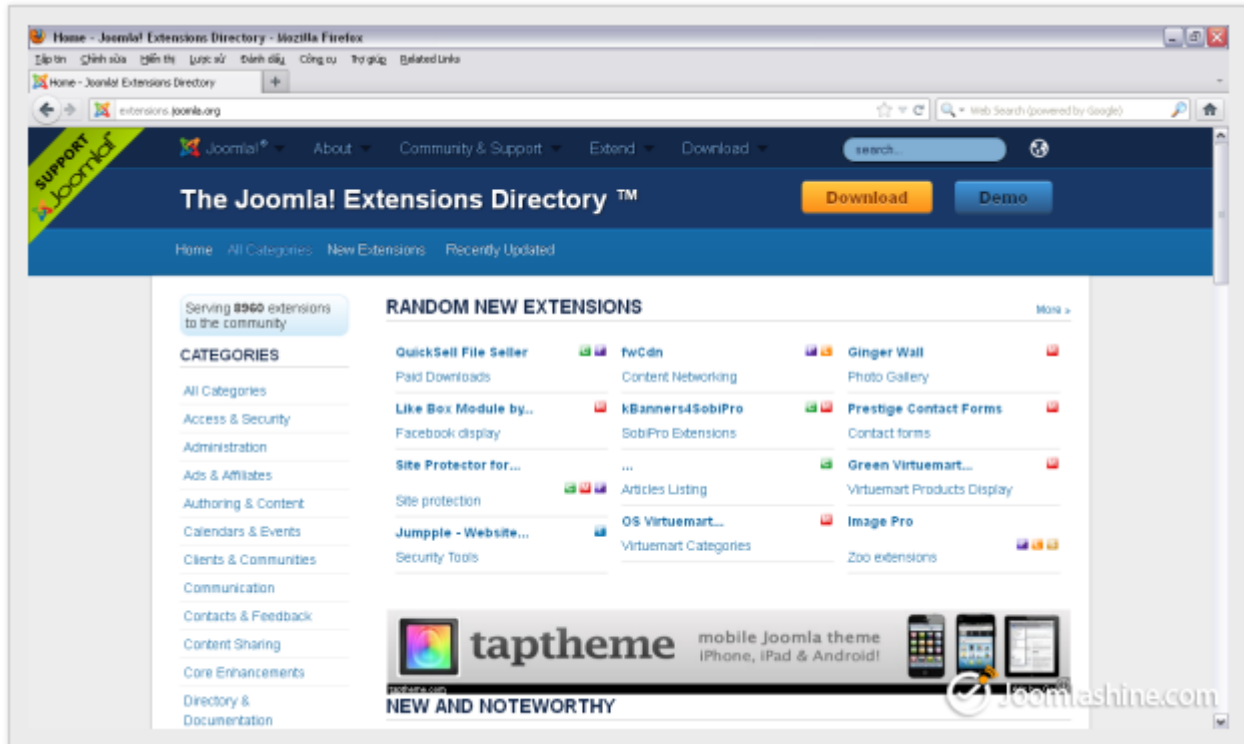 Home - Joomla! Extensions Directory - Mozilla Firefox
Tập tin Chỉnh sửa Hiển thị Lược sử Đánh dấu Công cụ Trợ giúp Related Links
Home - Joomla! Extensions Directory
extensions.joomla.org
Web Search (powered by Google)
SUPPORT
Joomla!
Joomla!® About Community & Support Extend Download search...
The Joomla! Extensions Directory ™ Download Demo
Home All Categories New Extensions Recently Updated
Serving 8960 extensions
to the community
CATEGORIES
All Categories
Access & Security
Administration
Ads & Affiliates
Authoring & Content
Calendars & Events
Clients & Communities
Communication
Contacts & Feedback
Content Sharing
Core Enhancements
Directory &
Documentation
RANDOM NEW EXTENSIONS More »
QuickSell File Seller fwCdn Ginger Wall
Paid Downloads Content Networking Photo Gallery
Like Box Module by... kBanners4SobiPro Prestige Contact Forms
Facebook display SobiPro Extensions Contact forms
Site Protector for... ... Green Virtuemart...
Site protection Articles Listing Virtuemart Products Display
Jumpple - Website... OS Virtuemart... Image Pro
Security Tools Virtuemart Categories Zoo extensions
taptheme mobile Joomla theme
iPhone, iPad & Android!
taptheme.com
NEW AND NOTEWORTHY
Joomlashine.com